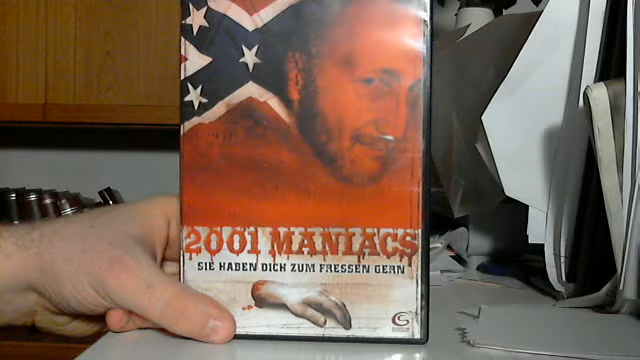 2001 MANIACS
SIE HABEN DICH ZUM FRESSEN GERN